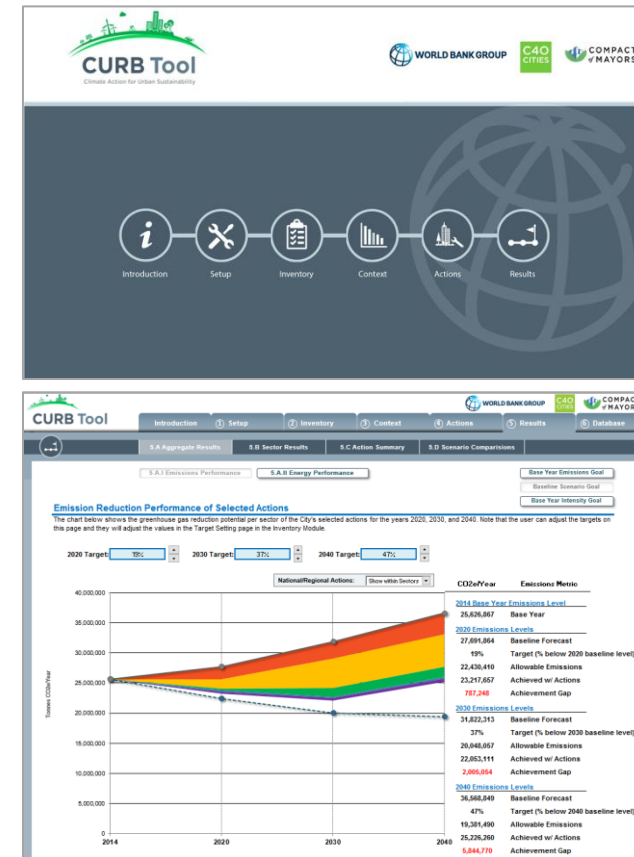 CURB Tool
Climate Action for Urban Sustainability
WORLD BANK GROUP
C40
CITIES
COMPACT
of MAYORS
i
Introduction
Setup
Inventory
Context
Actions
Results
CURB Tool
WORLD BANK GROUP
C40
CITIES
COMPAC
of MAYOR
Introduction
1 Setup
2 Inventory
3 Context
4 Actions
5 Results
6 Database
5.A Aggregate Results
5.B Sector Results
5.C Action Summary
5.D Scenario Comparisions
5.A.I Emissions Performance
5.A.II Energy Performance
Base Year Emissions Goal
Baseline Scenario Goal
Base Year Intensity Goal
Emission Reduction Performance of Selected Actions
The chart below shows the greenhouse gas reduction potential per sector of the City's selected actions for the years 2020, 2030, and 2040. Note that the user can adjust the targets on
this page and they will adjust the values in the Target Setting page in the Inventory Module.
2020 Target: 19%
2030 Target: 37%
2040 Target: 47%
National/Regional Actions: Show within Sectors
Tonnes CO2e/Year
40,000,000
35,000,000
30,000,000
25,000,000
20,000,000
15,000,000
10,000,000
5,000,000
0
2014
2020
2030
2040
CO2e/Year Emissions Metric
2014 Base Year Emissions Level
25,626,867 Base Year
2020 Emissions Levels
27,691,864 Baseline Forecast
19% Target (% below 2020 baseline level)
22,430,410 Allowable Emissions
23,217,657 Achieved w/ Actions
787,248 Achievement Gap
2030 Emissions Levels
31,822,313 Baseline Forecast
37% Target (% below 2030 baseline level)
20,048,057 Allowable Emissions
22,053,111 Achieved w/ Actions
2,005,054 Achievement Gap
2040 Emissions Levels
36,568,849 Baseline Forecast
47% Target (% below 2040 baseline level)
19,381,490 Allowable Emissions
25,226,260 Achieved w/ Actions
5,844,770 Achievement Gap